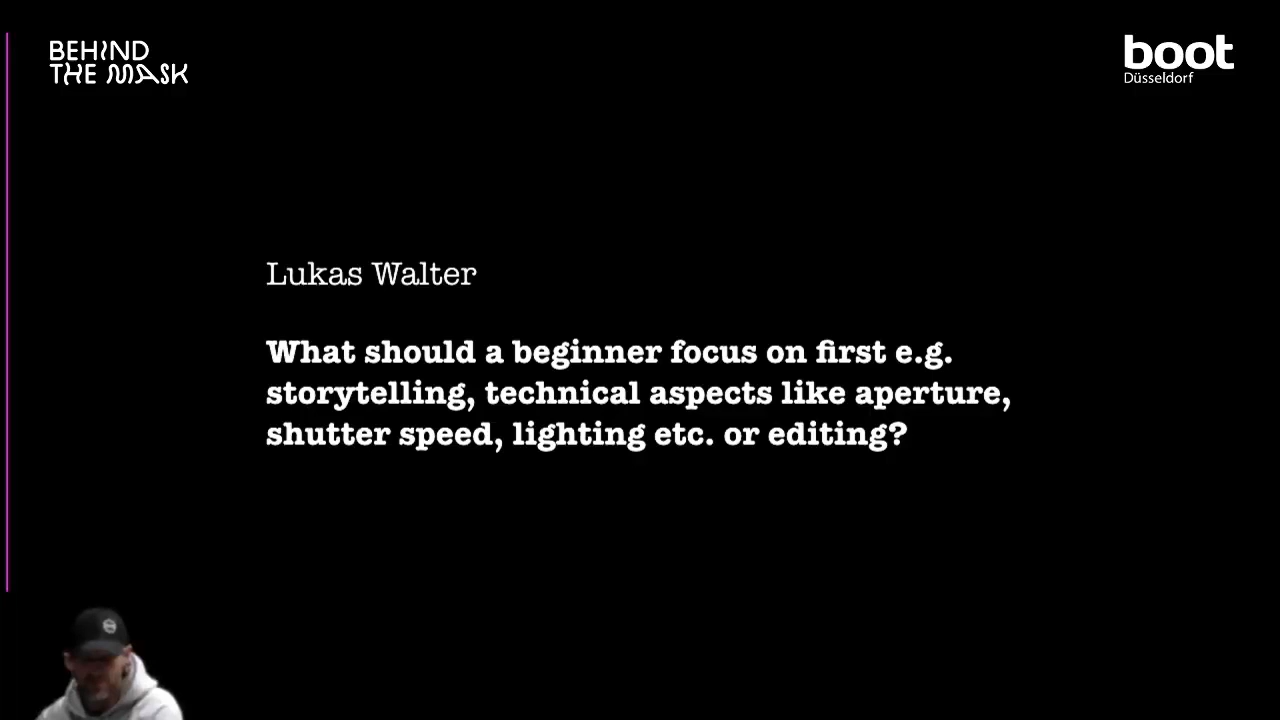 BEHIND
THE MASK
boot
Düsseldorf
Lukas Walter
What should a beginner focus on first e.g.
storytelling, technical aspects like aperture,
shutter speed, lighting etc. or editing?